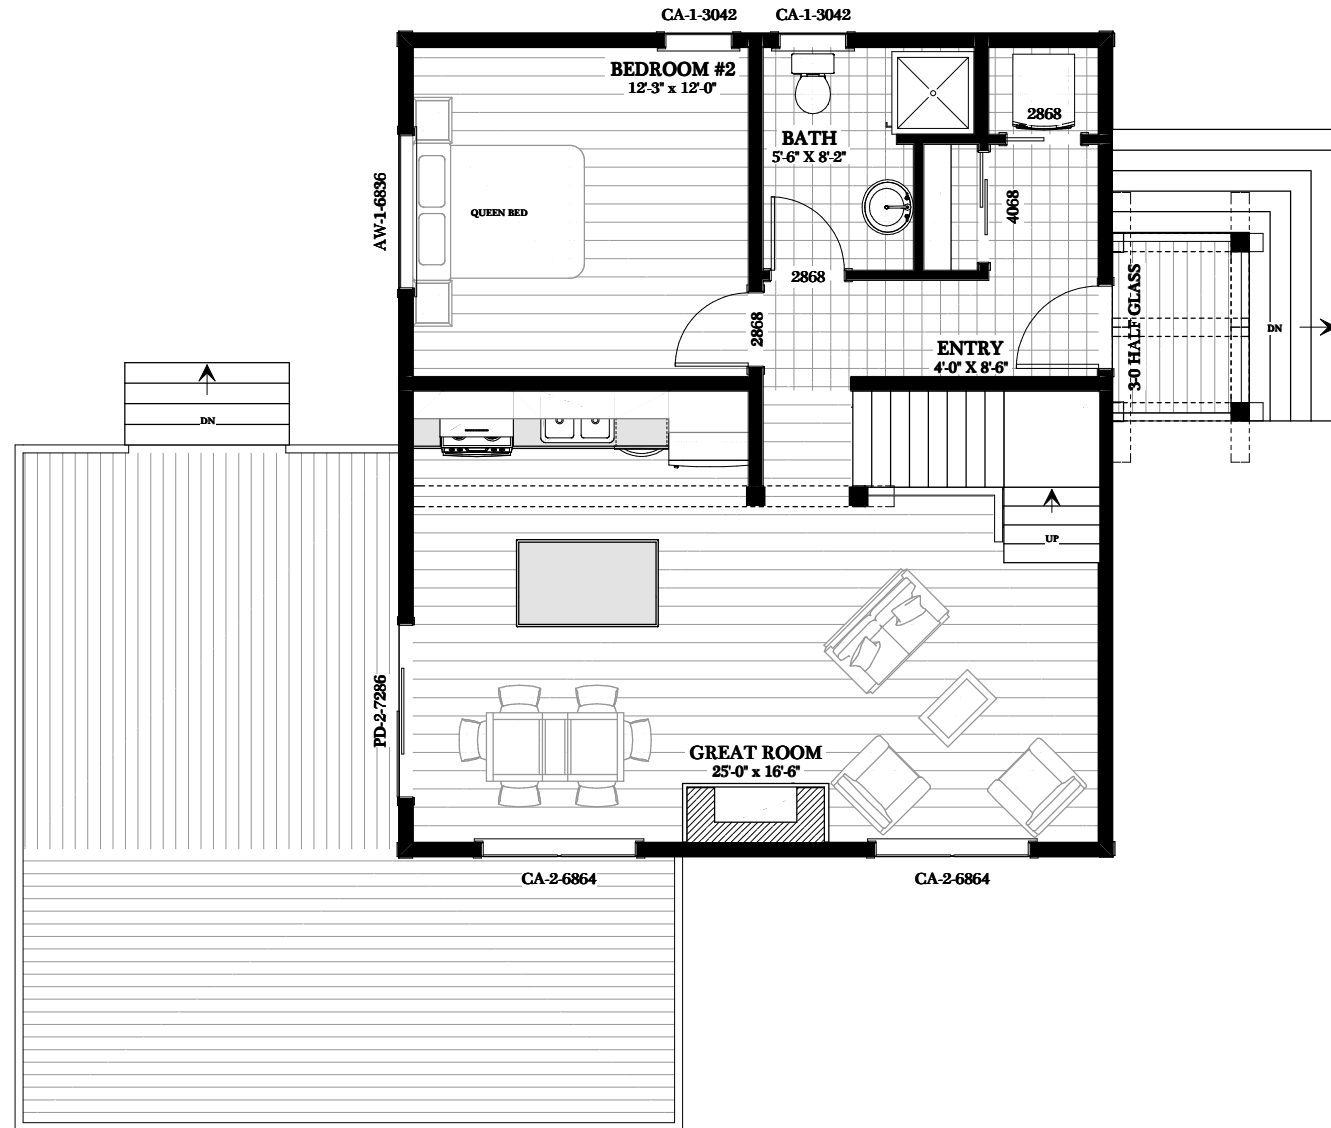 CA-1-3042
CA-1-3042
BEDROOM #2
12'-3" x 12'-0"
2868
BATH
5'-6" X 8'-2"
AW-1-6836
QUEEN BED
4068
2868
2868
3-0 HALF GLASS
DN
ENTRY
4'-0" X 8'-6"
DN
UP
PD-2-7286
GREAT ROOM
25'-0" x 16'-6"
CA-2-6864
CA-2-6864